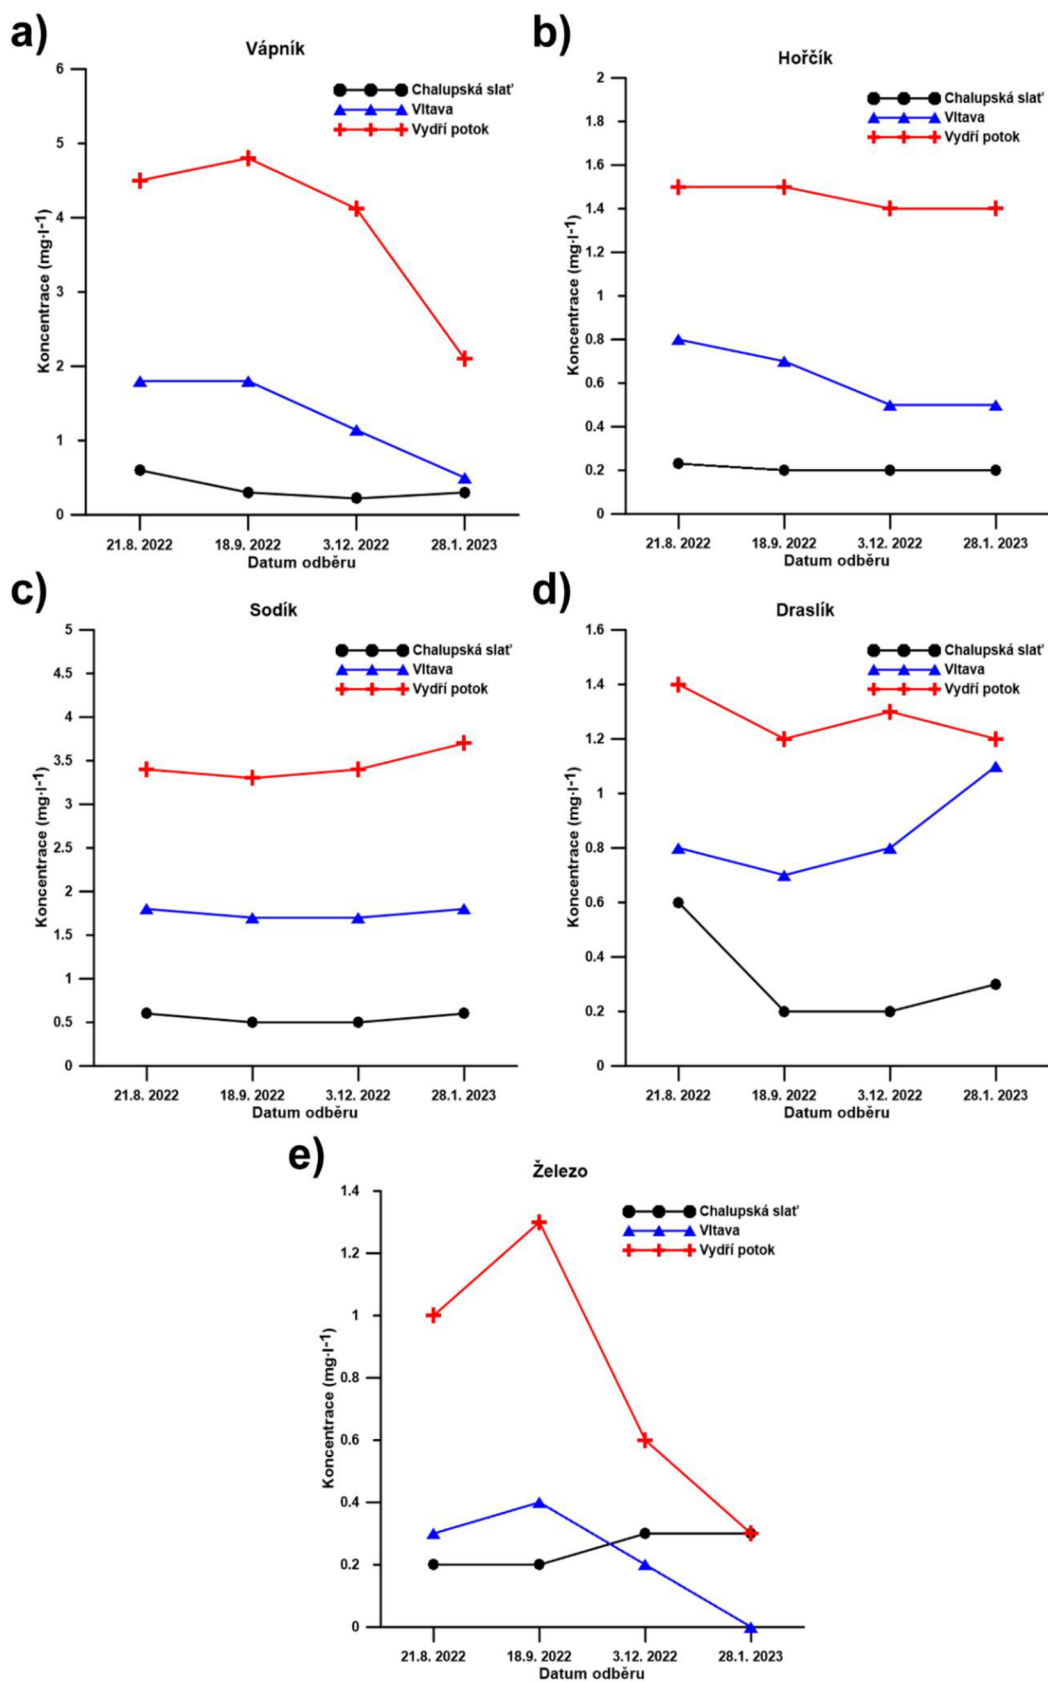 a)
Vápník
Koncentrace (mg·l-1)
6
5
4
3
2
1
0
Chalupská slať
Vltava
Vydří potok
21.8. 2022 18.9. 2022 3.12. 2022 28.1. 2023
Datum odběru
b)
Hořčík
Koncentrace (mg·l-1)
2
1.8
1.6
1.4
1.2
1
0.8
0.6
0.4
0.2
0
Chalupská slať
Vltava
Vydří potok
21.8. 2022 18.9. 2022 3.12. 2022 28.1. 2023
Datum odběru
c)
Sodík
Koncentrace (mg·l-1)
5
4.5
4
3.5
3
2.5
2
1.5
1
0.5
0
Chalupská slať
Vltava
Vydří potok
21.8. 2022 18.9. 2022 3.12. 2022 28.1. 2023
Datum odběru
d)
Draslík
Koncentrace (mg·l-1)
1.6
1.4
1.2
1
0.8
0.6
0.4
0.2
0
Chalupská slať
Vltava
Vydří potok
21.8. 2022 18.9. 2022 3.12. 2022 28.1. 2023
Datum odběru
e)
Železo
Koncentrace (mg·l-1)
1.4
1.2
1
0.8
0.6
0.4
0.2
0
Chalupská slať
Vltava
Vydří potok
21.8. 2022 18.9. 2022 3.12. 2022 28.1. 2023
Datum odběru